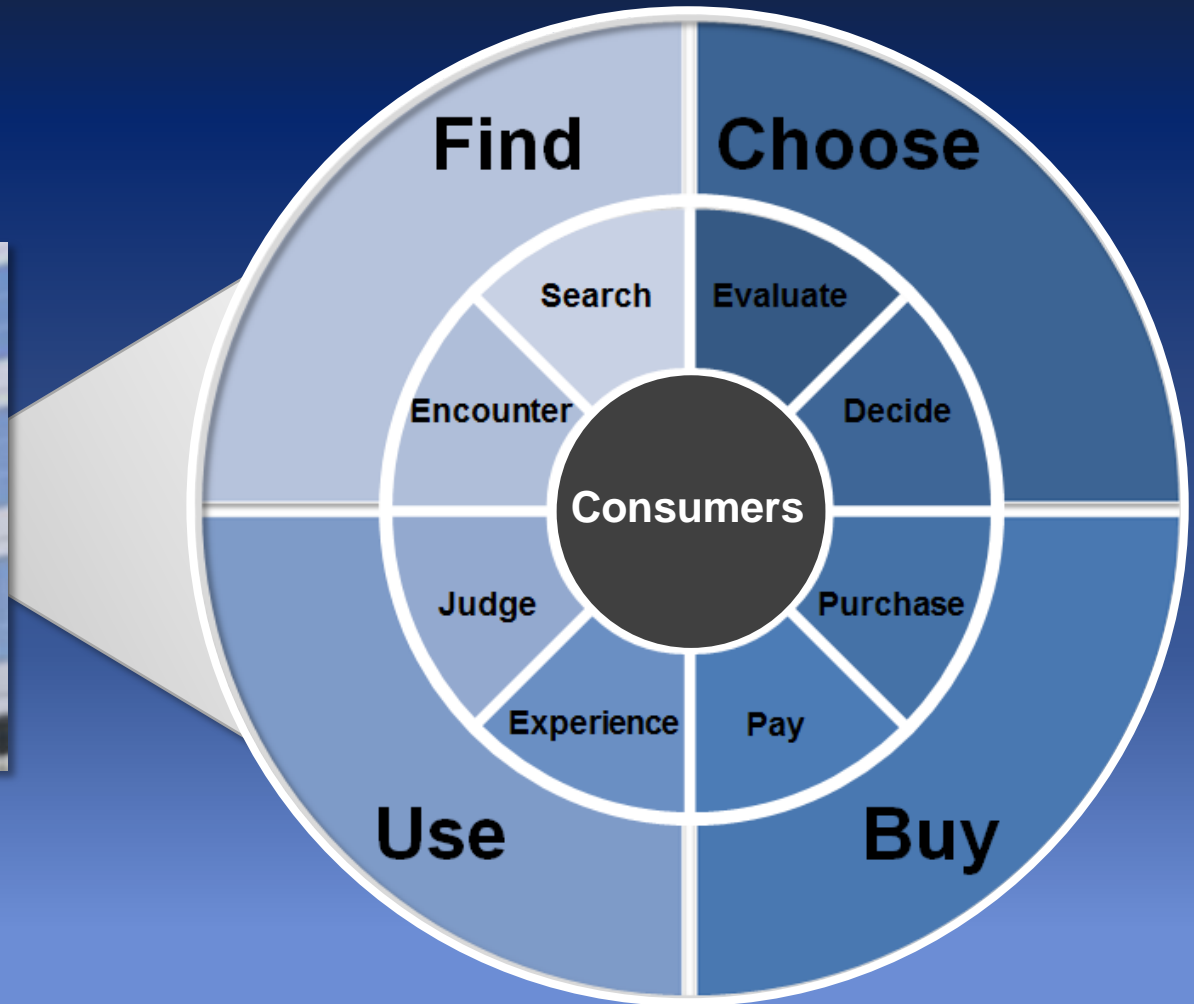 Find
Choose
Search
Evaluate
Encounter
Decide
Consumers
Judge
Purchase
Experience
Pay
Use
Buy